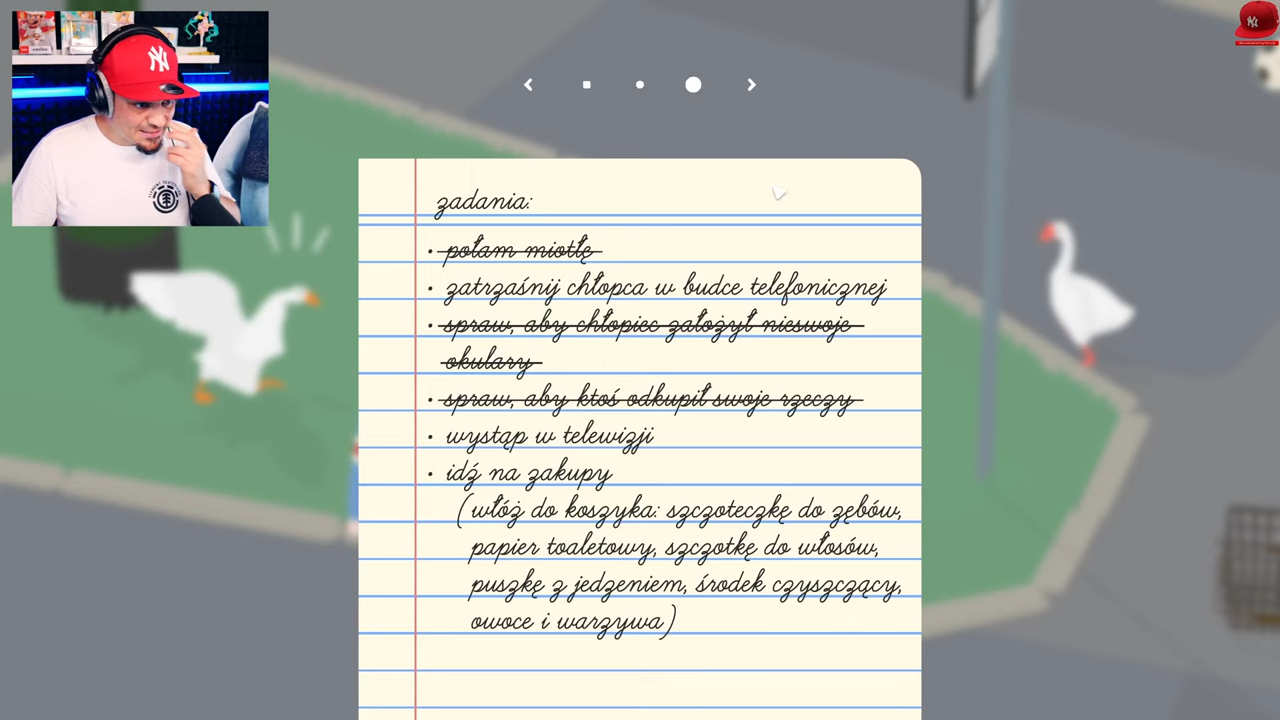 zadania:
• połam miotłę
• zatrzaśnij chłopca w budce telefonicznej
• spraw, aby chłopiec założył nieswoje
okulary
• spraw, aby ktoś odkupił swoje rzeczy
• wystąp w telewizji
• idź na zakupy
(włóż do koszyka: szczoteczkę do zębów,
papier toaletowy, szczotkę do włosów,
puszkę z jedzeniem, środek czyszczący,
owoce i warzywa)